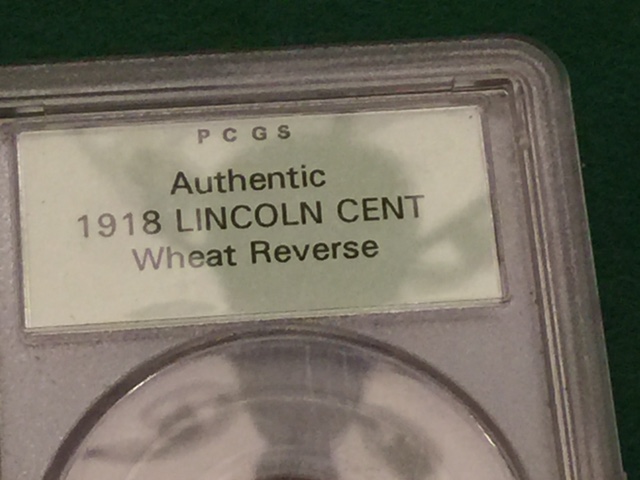 PCGS
Authentic
1918 LINCOLN CENT
Wheat Reverse